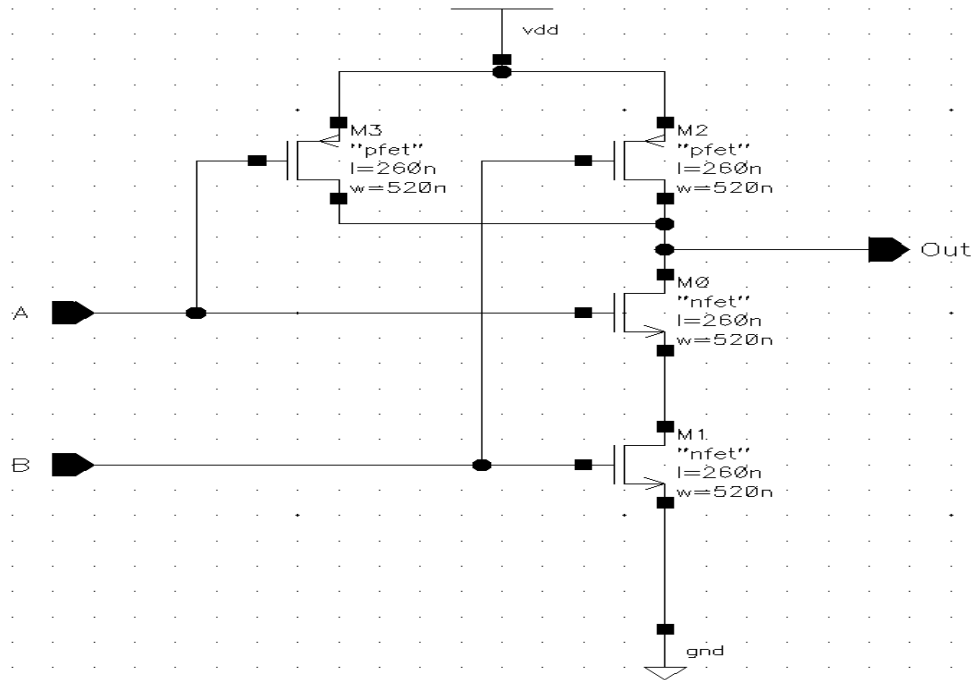 vdd
M3
"pfet"
l=260n
w=520n
M2
"pfet"
l=260n
w=520n
Out
A
M0
"nfet"
l=260n
w=520n
B
M1
"nfet"
l=260n
w=520n
gnd